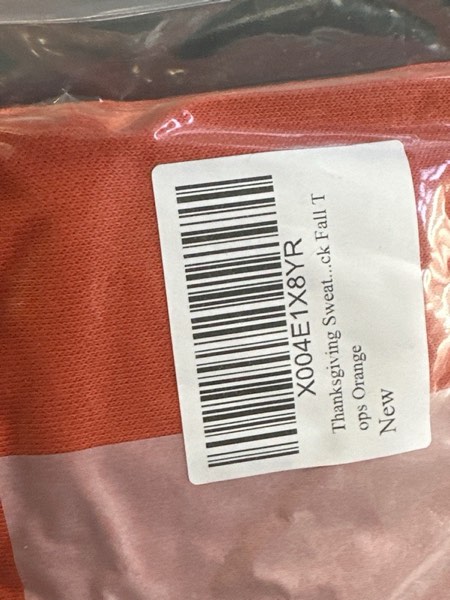 X004E1X8YR
Thanksgiving Sweat...ck Fall T
ops Orange
New